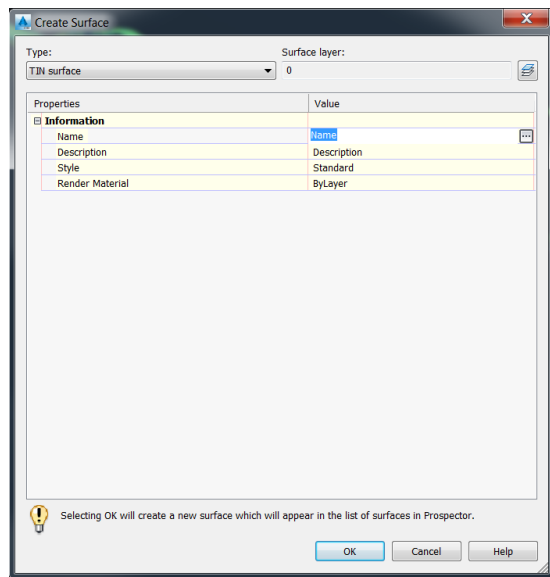 Create Surface
Type:
Surface layer:
TIN surface
0
Properties Value
Information
Name Name ...
Description Description
Style Standard
Render Material ByLayer
Selecting OK will create a new surface which will appear in the list of surfaces in Prospector.
OK Cancel Help